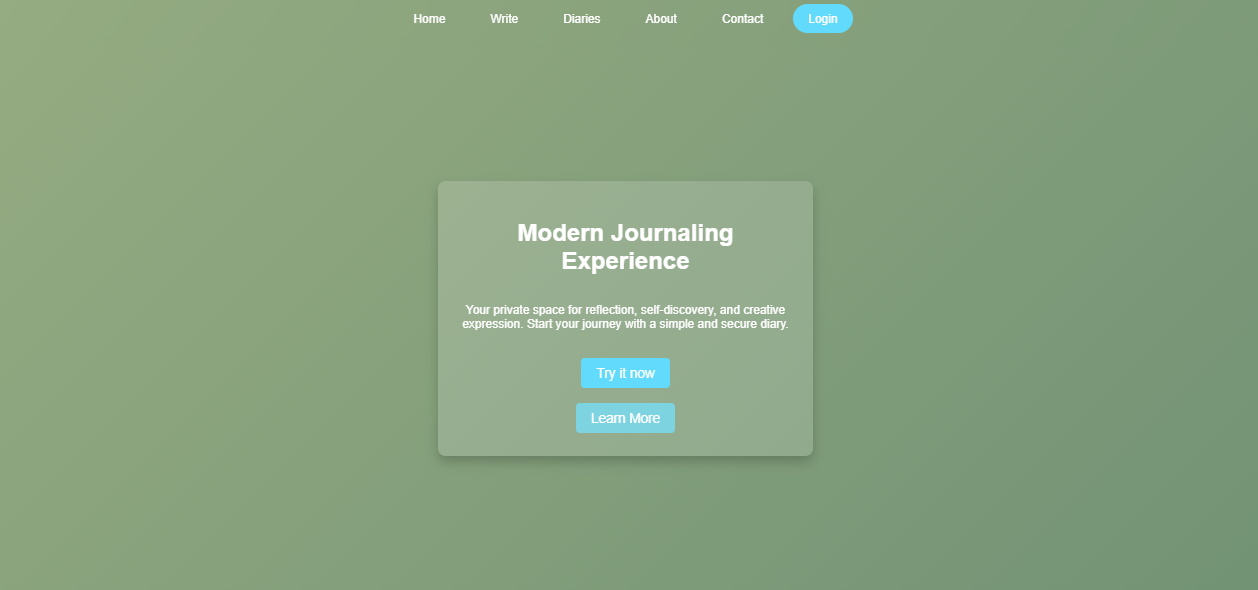 Home Write Diaries About Contact Login
Modern Journaling
Experience
Your private space for reflection, self-discovery, and creative
expression. Start your journey with a simple and secure diary.
Try it now
Learn More